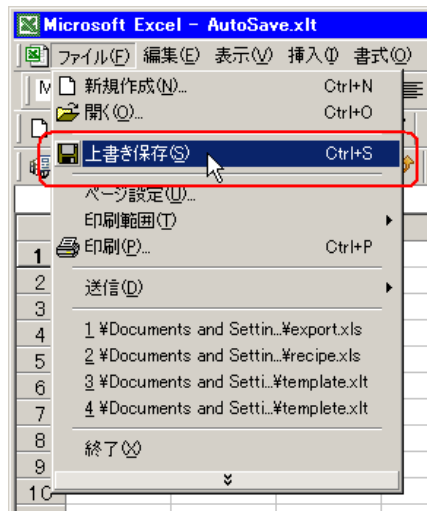 Microsoft Excel - AutoSave.xlt
ファイル(F) 編集(E) 表示(V) 挿入(I) 書式(O)
新規作成(N)... Ctrl+N
開く(O)... Ctrl+O
上書き保存(S) Ctrl+S
ページ設定(U)...
印刷範囲(T)
印刷(P)... Ctrl+P
送信(D)
1 ¥Documents and Settin...¥export.xls
2 ¥Documents and Settin...¥recipe.xls
3 ¥Documents and Setti...¥template.xlt
4 ¥Documents and Setti...¥templete.xlt
終了(X)
1
2
3
4
5
6
7
8
9
10